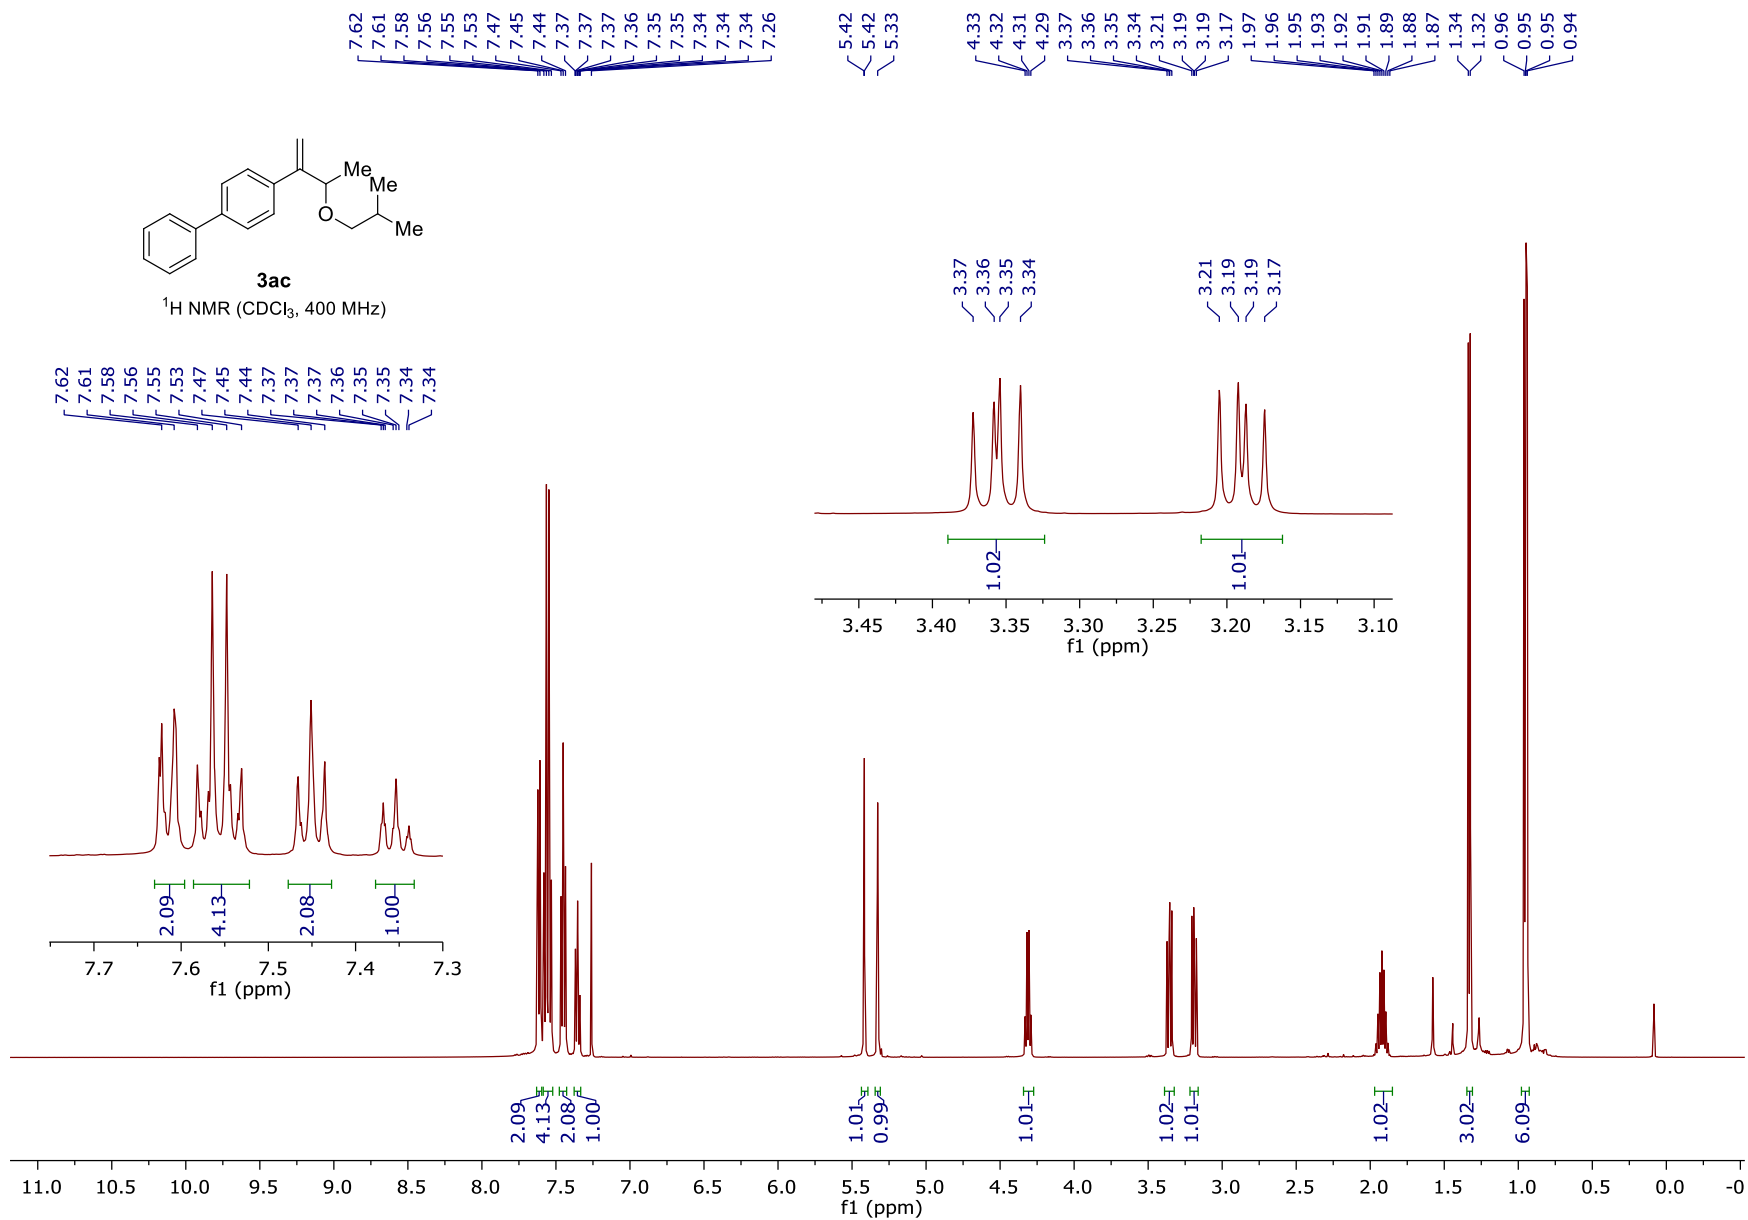 7.62 7.61 7.58 7.56 7.55 7.53 7.47 7.45 7.44 7.37 7.37 7.37 7.36 7.35 7.35 7.34 7.34 7.34 7.26 5.42 5.42 5.33 4.33 4.32 4.31 4.29 3.37 3.36 3.35 3.34 3.21 3.19 3.19 3.17 1.97 1.96 1.95 1.93 1.92 1.91 1.89 1.88 1.87 1.34 1.32 0.96 0.95 0.95 0.94
Me
Me
O
Me
3ac
¹H NMR (CDCl₃, 400 MHz)
3.37 3.36 3.35 3.34 3.21 3.19 3.19 3.17
7.62 7.61 7.58 7.56 7.55 7.53 7.47 7.45 7.44 7.37 7.37 7.37 7.36 7.35 7.35 7.34 7.34
1.02 1.01
3.45 3.40 3.35 3.30 3.25 3.20 3.15 3.10
f1 (ppm)
2.09 4.13 2.08 1.00
7.7 7.6 7.5 7.4 7.3
f1 (ppm)
2.09 4.13 2.08 1.00 1.01 0.99 1.01 1.02 1.01 1.02 3.02 6.09
11.0 10.5 10.0 9.5 9.0 8.5 8.0 7.5 7.0 6.5 6.0 5.5 5.0 4.5 4.0 3.5 3.0 2.5 2.0 1.5 1.0 0.5 0.0 -0
f1 (ppm)